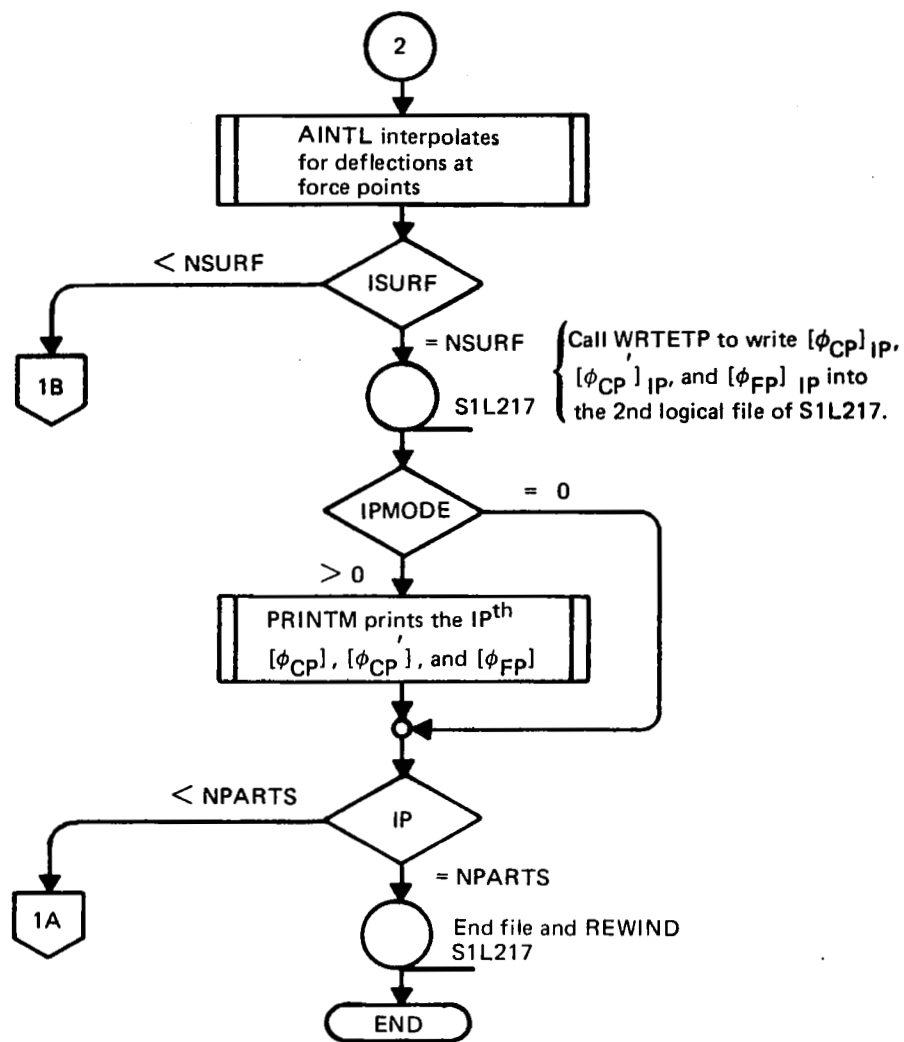 2
AINTL interpolates
for deflections at
force points
< NSURF
ISURF
1B
= NSURF
S1L217
Call WRTETP to write [ϕCP] IP,
[ϕCP'] IP, and [ϕFP] IP into
the 2nd logical file of S1L217.
IPMODE
= 0
> 0
PRINTM prints the IPth
[ϕCP], [ϕCP'], and [ϕFP]
< NPARTS
IP
1A
= NPARTS
End file and REWIND
S1L217
END